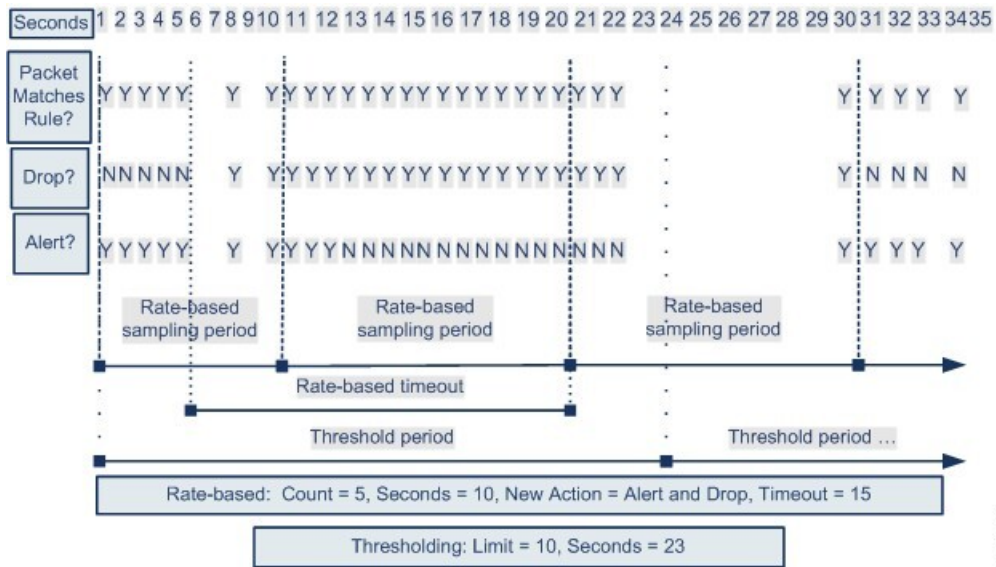 Seconds 1 2 3 4 5 6 7 8 9 10 11 12 13 14 15 16 17 18 19 20 21 22 23 24 25 26 27 28 29 30 31 32 33 34 35
Packet
Matches
Rule?
Y Y Y Y Y Y Y Y Y Y Y Y Y Y Y Y Y Y Y Y Y Y Y Y Y
Drop?
N N N N N Y Y Y Y Y Y Y Y Y Y Y Y Y Y Y Y N N N N
Alert?
Y Y Y Y Y Y Y Y Y Y N N N N N N N N N N Y Y Y Y Y
Rate-based
sampling period
Rate-based
sampling period
Rate-based
sampling period
Rate-based timeout
Threshold period
Threshold period ...
Rate-based: Count = 5, Seconds = 10, New Action = Alert and Drop, Timeout = 15
Thresholding: Limit = 10, Seconds = 23